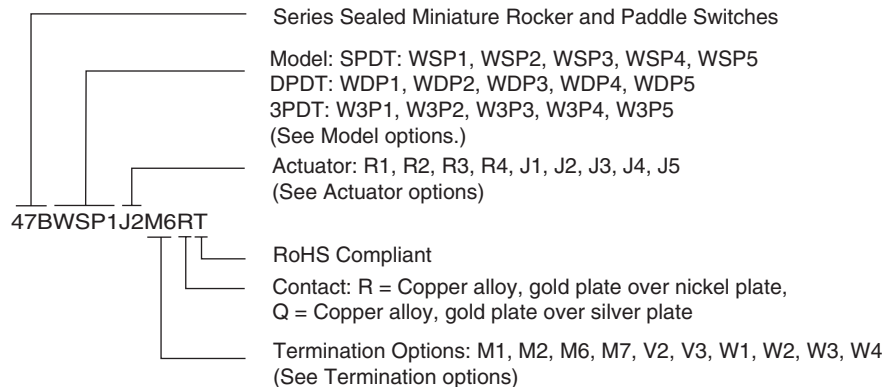 Series Sealed Miniature Rocker and Paddle Switches
Model: SPDT: WSP1, WSP2, WSP3, WSP4, WSP5
DPDT: WDP1, WDP2, WDP3, WDP4, WDP5
3PDT: W3P1, W3P2, W3P3, W3P4, W3P5
(See Model options.)
Actuator: R1, R2, R3, R4, J1, J2, J3, J4, J5
(See Actuator options)
47BWSP1J2M6RT
RoHS Compliant
Contact: R = Copper alloy, gold plate over nickel plate,
Q = Copper alloy, gold plate over silver plate
Termination Options: M1, M2, M6, M7, V2, V3, W1, W2, W3, W4
(See Termination options)